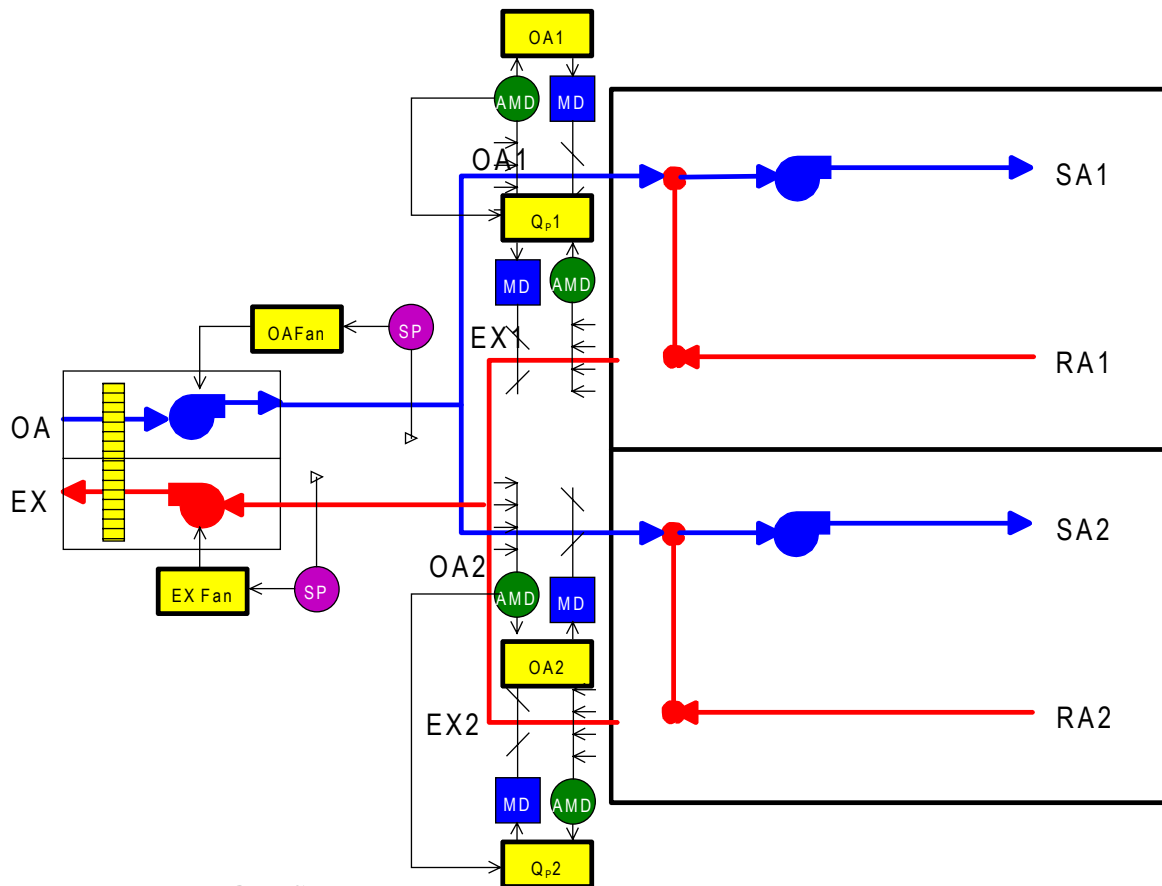 OA1
AMD
MD
OA1
SA1
QP1
MD
AMD
OAFan
SP
EX1
RA1
OA
EX
SA2
OA2
EX Fan
SP
AMD
MD
OA2
EX2
RA2
MD
AMD
QP2